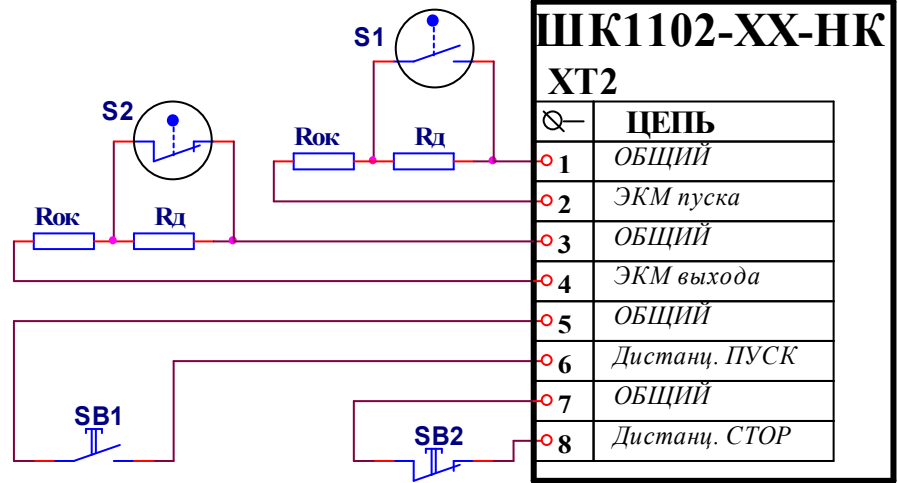 ШК1102-ХХ-НК
ХТ2
ЦЕПЬ
1 ОБЩИЙ
2 ЭКМ пуска
3 ОБЩИЙ
4 ЭКМ выхода
5 ОБЩИЙ
6 Дистанц. ПУСК
7 ОБЩИЙ
8 Дистанц. СТОР
S1
Rок Rд
S2
Rок Rд
SB1
SB2